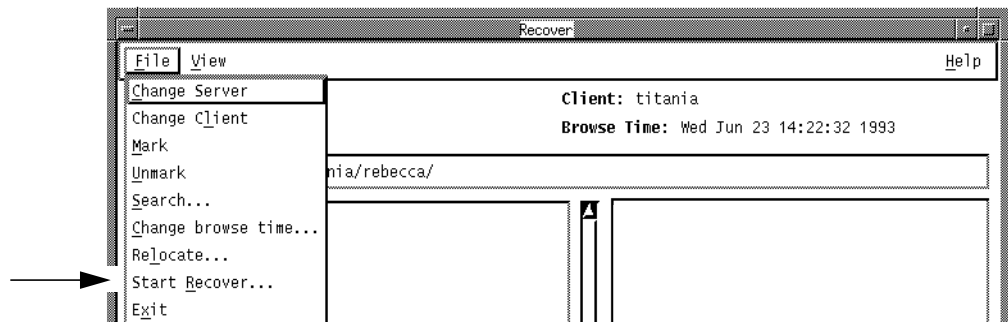 Recover
File View Help
Change Server
Change Client
Mark
Unmark
Search...
Change browse time...
Relocate...
Start Recover...
Exit
Client: titania
Browse Time: Wed Jun 23 14:22:32 1993
nia/rebecca/